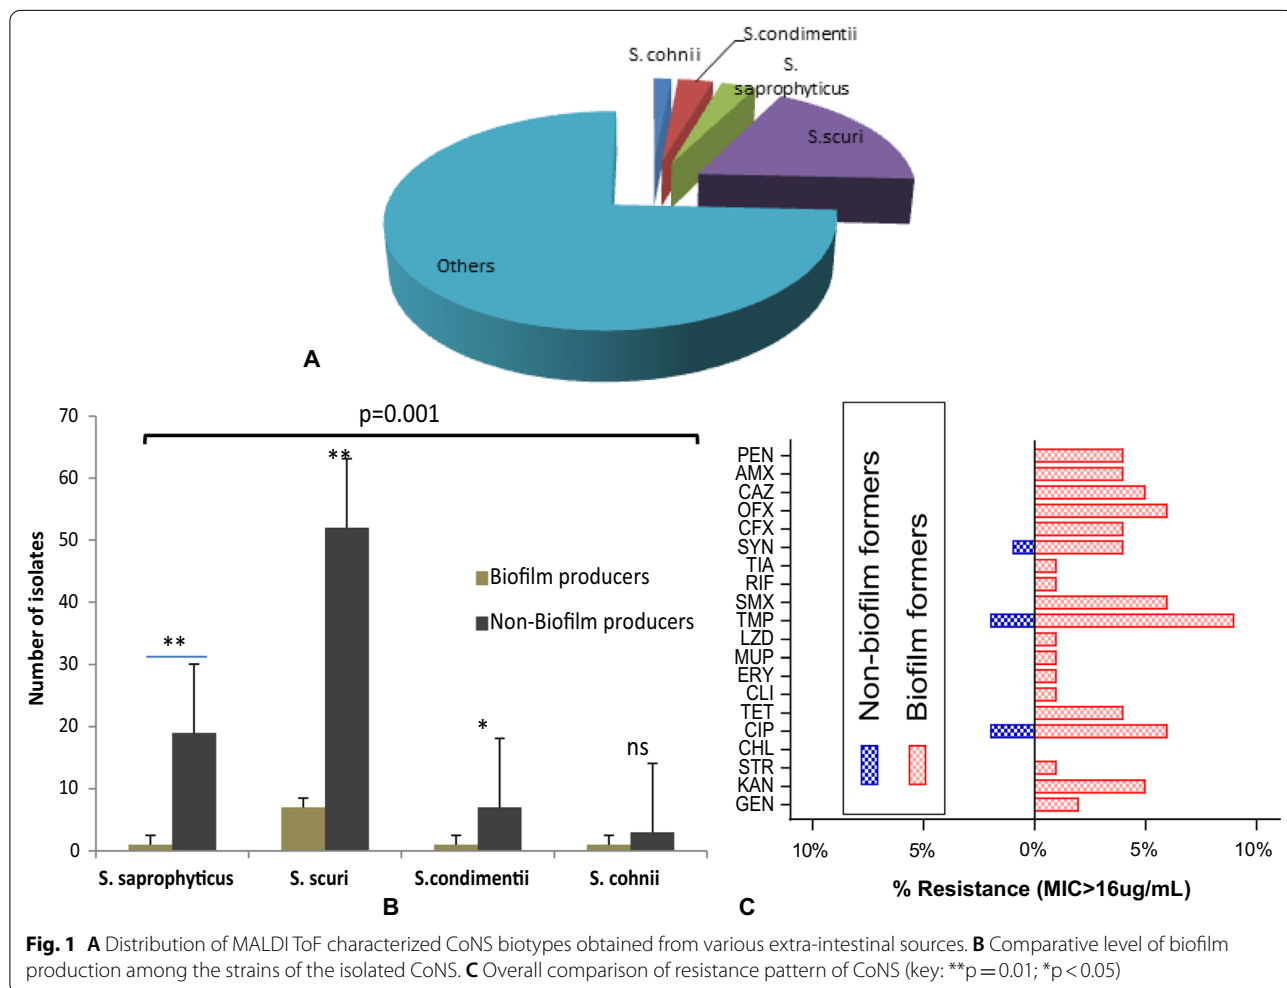 S. cohnii
S.condimentii
S.
saprophyticus
S.scuri
Others
A
p=0.001
70
60
50
40
30
20
10
0
Number of isolates
**
**
*
ns
Biofilm producers
Non-Biofilm producers
S. saprophyticus
S. scuri
S.condimentii
S. cohnii
B
Non-biofilm formers
Biofilm formers
PEN
AMX
CAZ
OFX
CFX
SYN
TIA
RIF
SMX
TMP
LZD
MUP
ERY
CLI
TET
CIP
CHL
STR
KAN
GEN
10%
5%
0%
5%
10%
% Resistance (MIC>16ug/mL)
C
Fig. 1 A Distribution of MALDI ToF characterized CoNS biotypes obtained from various extra-intestinal sources. B Comparative level of biofilm
production among the strains of the isolated CoNS. C Overall comparison of resistance pattern of CoNS (key: **p = 0.01; *p < 0.05)